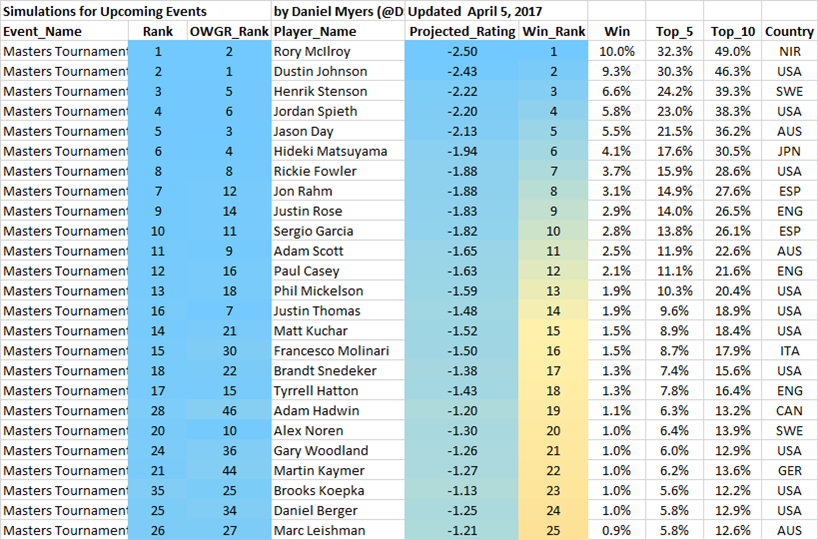 Simulations for Upcoming Events by Daniel Myers (@D Updated April 5, 2017
Event_Name Rank OWGR_Rank Player_Name Projected_Rating Win_Rank Win Top_5 Top_10 Country
Masters Tournament 1 2 Rory McIlroy -2.50 1 10.0% 32.3% 49.0% NIR
Masters Tournament 2 1 Dustin Johnson -2.43 2 9.3% 30.3% 46.3% USA
Masters Tournament 3 5 Henrik Stenson -2.22 3 6.6% 24.2% 39.3% SWE
Masters Tournament 4 6 Jordan Spieth -2.20 4 5.8% 23.0% 38.3% USA
Masters Tournament 5 3 Jason Day -2.13 5 5.5% 21.5% 36.2% AUS
Masters Tournament 6 4 Hideki Matsuyama -1.94 6 4.1% 17.6% 30.5% JPN
Masters Tournament 8 8 Rickie Fowler -1.88 7 3.7% 15.9% 28.6% USA
Masters Tournament 7 12 Jon Rahm -1.88 8 3.1% 14.9% 27.6% ESP
Masters Tournament 9 14 Justin Rose -1.83 9 2.9% 14.0% 26.5% ENG
Masters Tournament 10 11 Sergio Garcia -1.82 10 2.8% 13.8% 26.1% ESP
Masters Tournament 11 9 Adam Scott -1.65 11 2.5% 11.9% 22.6% AUS
Masters Tournament 12 16 Paul Casey -1.63 12 2.1% 11.1% 21.6% ENG
Masters Tournament 13 18 Phil Mickelson -1.59 13 1.9% 10.3% 20.4% USA
Masters Tournament 16 7 Justin Thomas -1.48 14 1.9% 9.6% 18.9% USA
Masters Tournament 14 21 Matt Kuchar -1.52 15 1.5% 8.9% 18.4% USA
Masters Tournament 15 30 Francesco Molinari -1.50 16 1.5% 8.7% 17.9% ITA
Masters Tournament 18 22 Brandt Snedeker -1.38 17 1.3% 7.4% 15.6% USA
Masters Tournament 17 15 Tyrrell Hatton -1.43 18 1.3% 7.8% 16.4% ENG
Masters Tournament 28 46 Adam Hadwin -1.20 19 1.1% 6.3% 13.2% CAN
Masters Tournament 20 10 Alex Noren -1.30 20 1.0% 6.4% 13.9% SWE
Masters Tournament 24 36 Gary Woodland -1.26 21 1.0% 6.0% 12.9% USA
Masters Tournament 21 44 Martin Kaymer -1.27 22 1.0% 6.2% 13.6% GER
Masters Tournament 35 25 Brooks Koepka -1.13 23 1.0% 5.6% 12.2% USA
Masters Tournament 25 34 Daniel Berger -1.25 24 1.0% 5.8% 12.9% USA
Masters Tournament 26 27 Marc Leishman -1.21 25 0.9% 5.8% 12.6% AUS